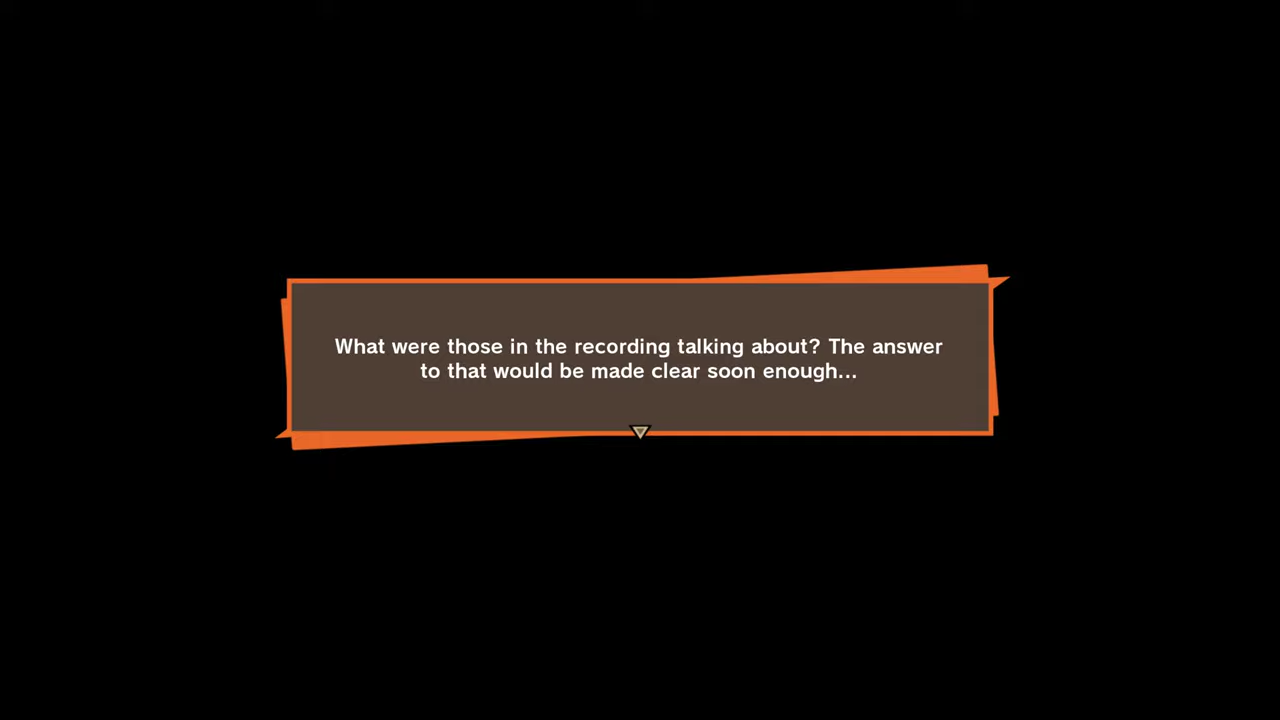 What were those in the recording talking about? The answer
to that would be made clear soon enough...